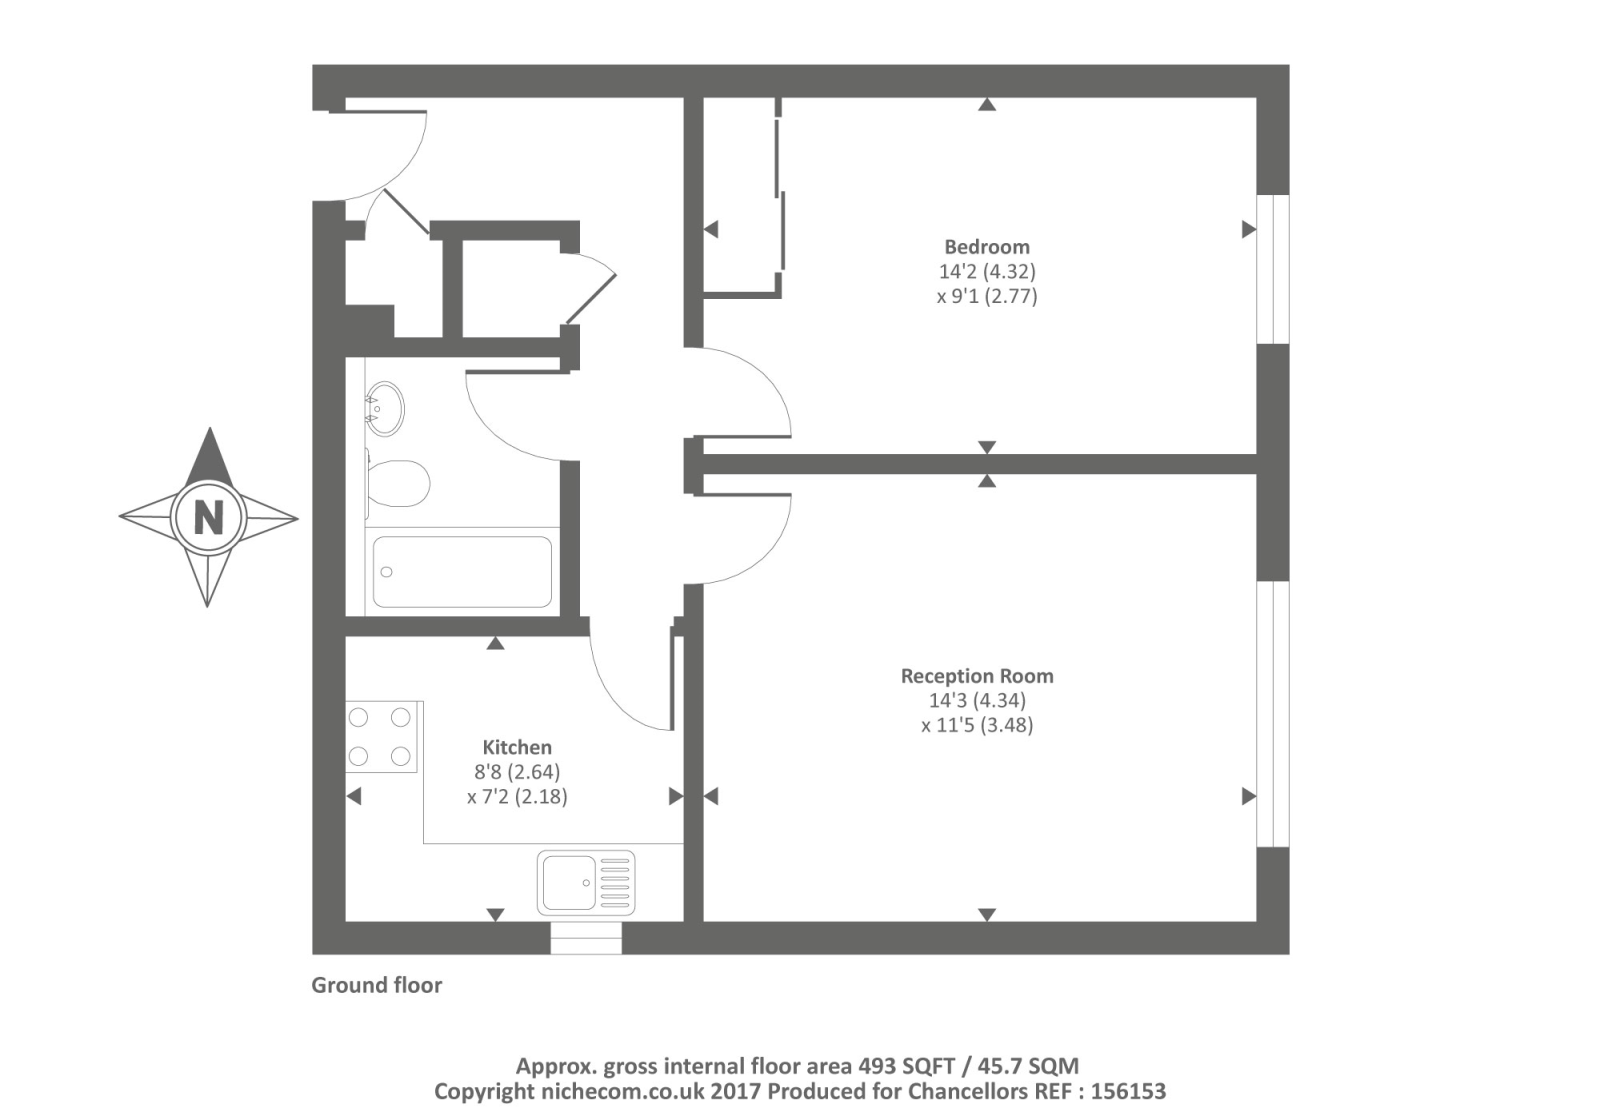 Bedroom
14'2 (4.32)
x 9'1 (2.77)
N
Reception Room
14'3 (4.34)
x 11'5 (3.48)
Kitchen
8'8 (2.64)
x 7'2 (2.18)
Ground floor
Approx. gross internal floor area 493 SQFT / 45.7 SQM
Copyright nichecom.co.uk 2017 Produced for Chancellors REF : 156153